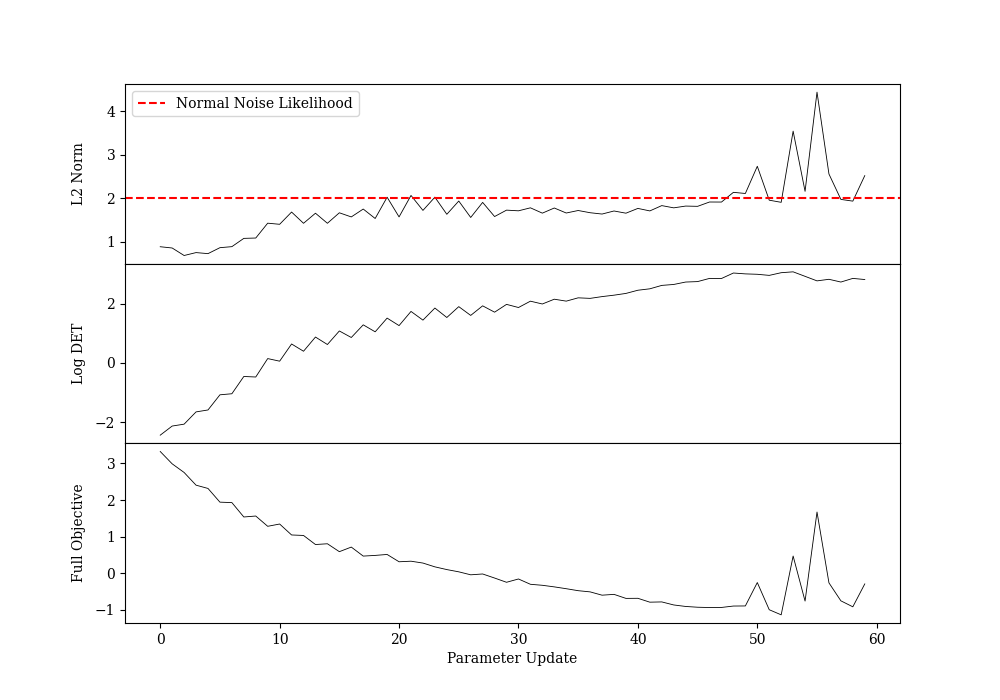 Normal Noise Likelihood
4
3
2
1
L2 Norm
2
0
−2
Log DET
3
2
1
0
−1
Full Objective
0 10 20 30 40 50 60
Parameter Update